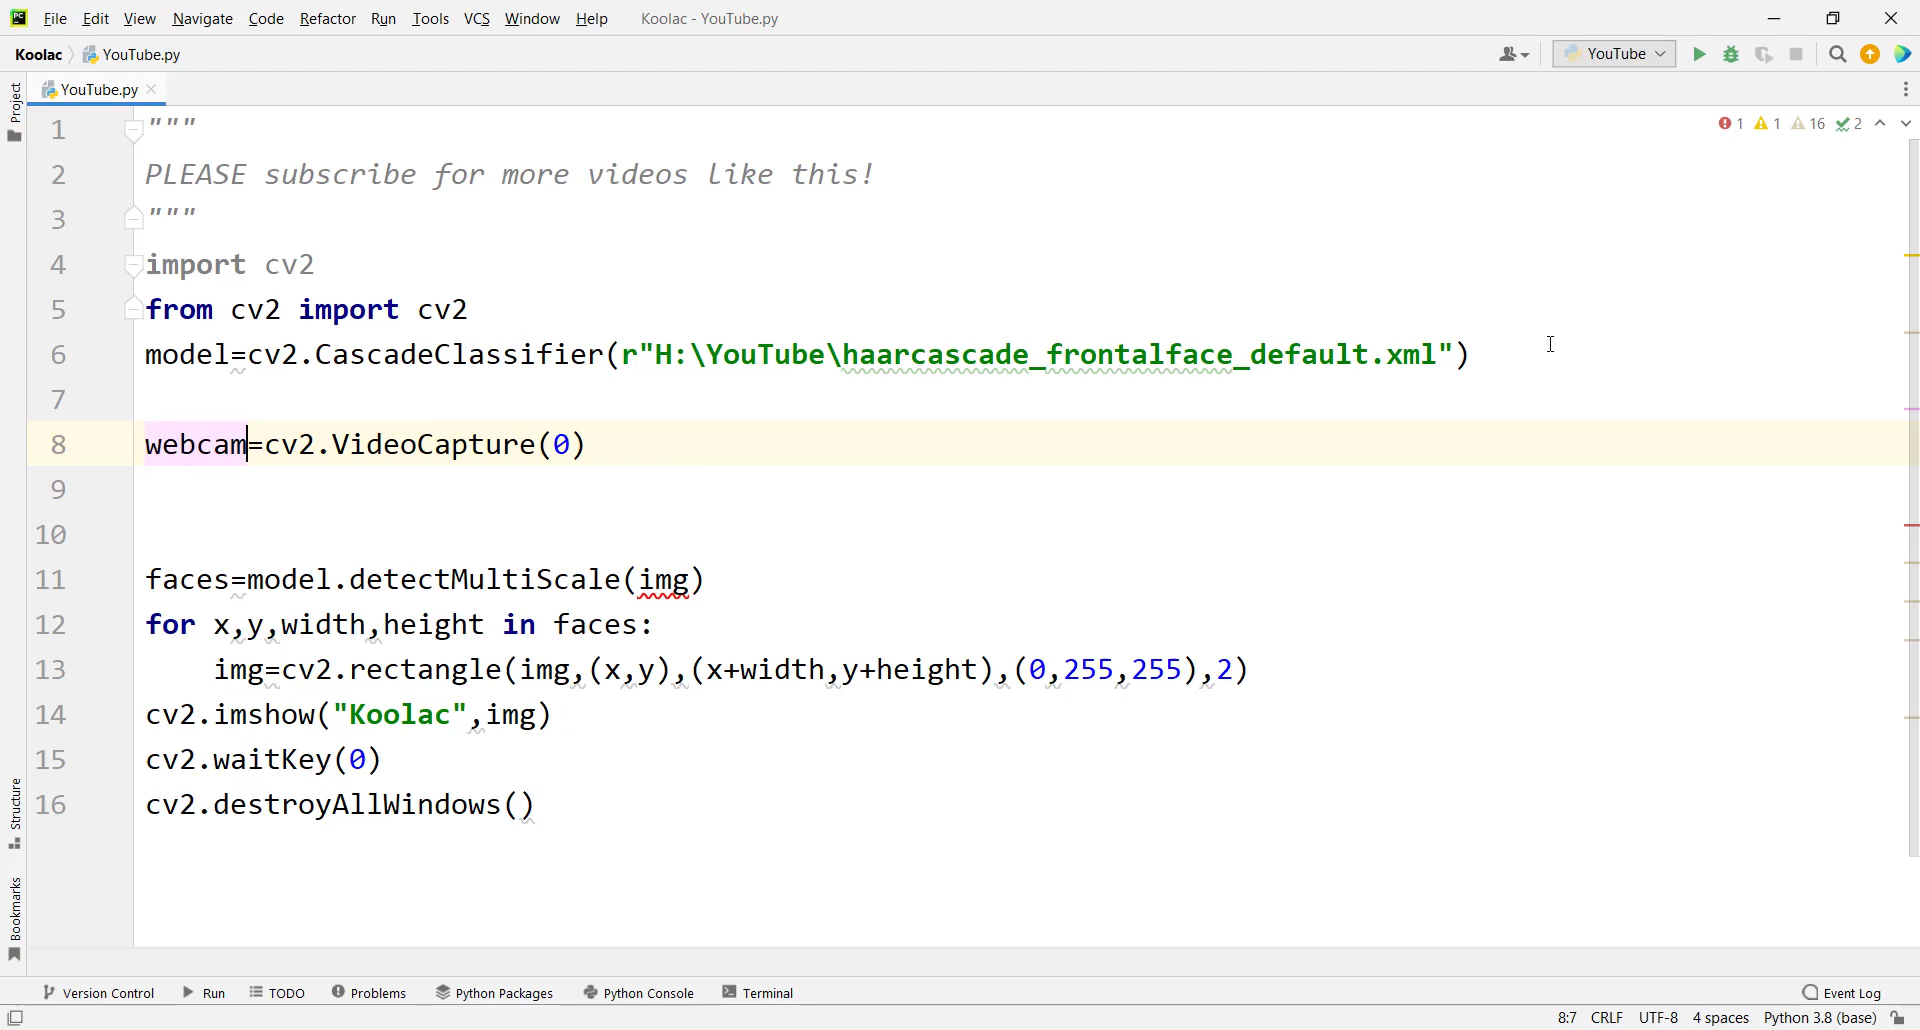 File Edit View Navigate Code Refactor Run Tools VCS Window Help Koolac - YouTube.py
Koolac YouTube.py YouTube
YouTube.py
Project
1 """
1 1 16 2
2 PLEASE subscribe for more videos like this!
3 """
4 import cv2
5 from cv2 import cv2
6 model=cv2.CascadeClassifier(r"H:\YouTube\haarcascade_frontalface_default.xml")
7
8 webcam=cv2.VideoCapture(0)
9
10
11 faces=model.detectMultiScale(img)
12 for x,y,width,height in faces:
13 img=cv2.rectangle(img,(x,y),(x+width,y+height),(0,255,255),2)
14 cv2.imshow("Koolac",img)
15 cv2.waitKey(0)
16 cv2.destroyAllWindows()
Structure
Bookmarks
Version Control Run TODO Problems Python Packages Python Console Terminal Event Log
8:7 CRLF UTF-8 4 spaces Python 3.8 (base)